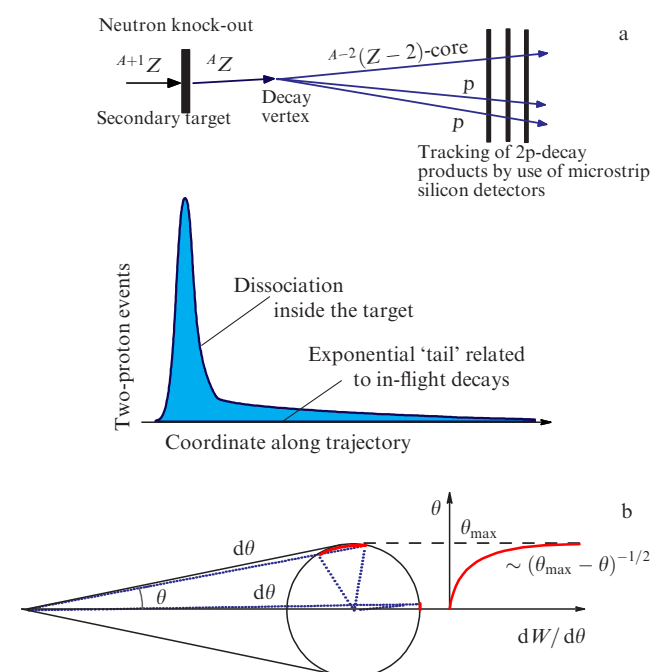 Neutron knock-out
a
A+1Z
AZ
A−2(Z − 2)-core
p
p
Decay
vertex
Secondary target
Tracking of 2p-decay
products by use of microstrip
silicon detectors
Two-proton events
Dissociation
inside the target
Exponential ‘tail’ related
to in-flight decays
Coordinate along trajectory
b
θ
θmax
dθ
∼ (θmax − θ)−1/2
θ
dθ
dW/dθ